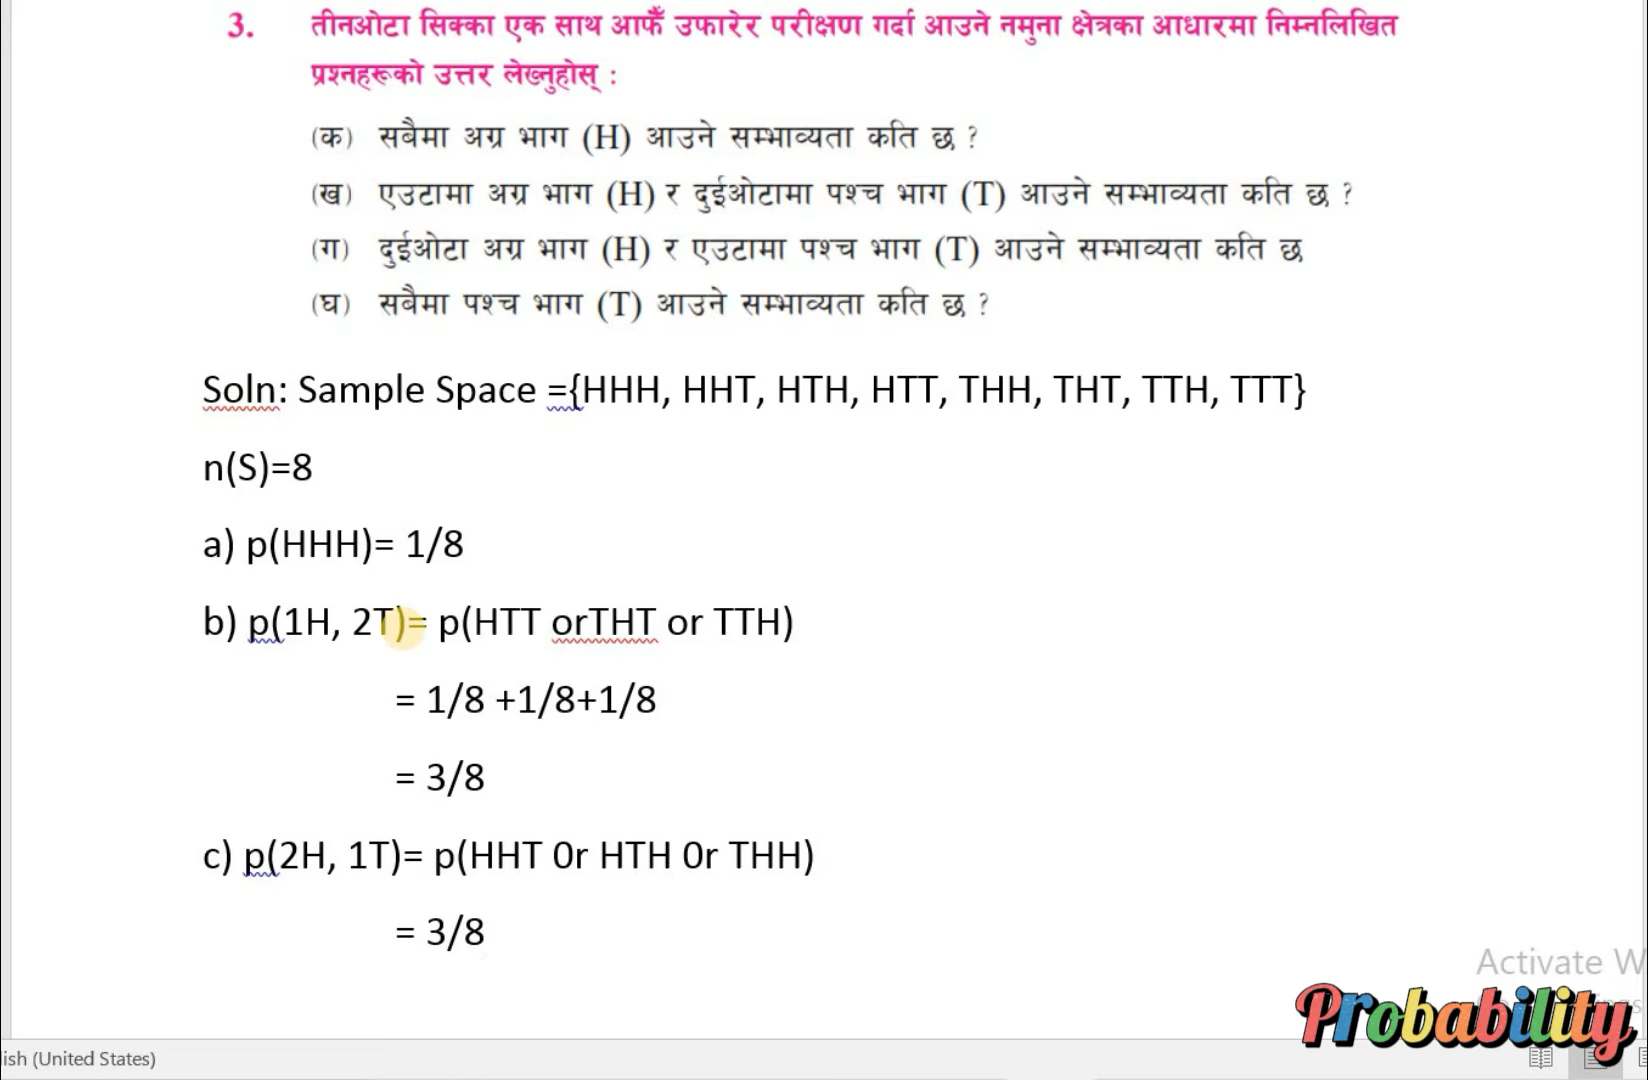 3. तीनओटा सिक्का एक साथ आफैँ उफारेर परीक्षण गर्दा आउने नमुना क्षेत्रका आधारमा निम्नलिखित
प्रश्नहरूको उत्तर लेख्नुहोस् :
(क) सबैमा अग्र भाग (H) आउने सम्भाव्यता कति छ ?
(ख) एउटामा अग्र भाग (H) र दुईओटामा पश्च भाग (T) आउने सम्भाव्यता कति छ ?
(ग) दुईओटा अग्र भाग (H) र एउटामा पश्च भाग (T) आउने सम्भाव्यता कति छ
(घ) सबैमा पश्च भाग (T) आउने सम्भाव्यता कति छ ?
Soln: Sample Space ={HHH, HHT, HTH, HTT, THH, THT, TTH, TTT}
n(S)=8
a) p(HHH)= 1/8
b) p(1H, 2T)= p(HTT orTHT or TTH)
= 1/8 +1/8+1/8
= 3/8
c) p(2H, 1T)= p(HHT 0r HTH 0r THH)
= 3/8
Activate W
Probability
ish (United States)